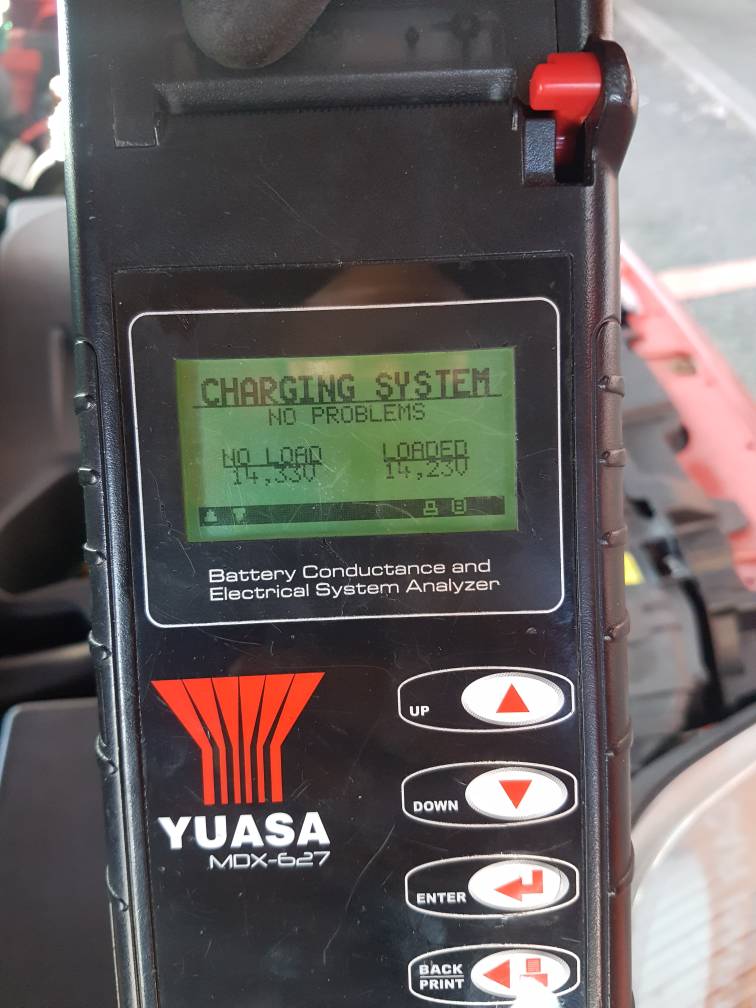 CHARGING SYSTEM
NO PROBLEMS
NO LOAD LOADED
14,33V 14,23V
Battery Conductance and
Electrical System Analyzer
UP
DOWN
YUASA
MDX-627
ENTER
BACK
PRINT